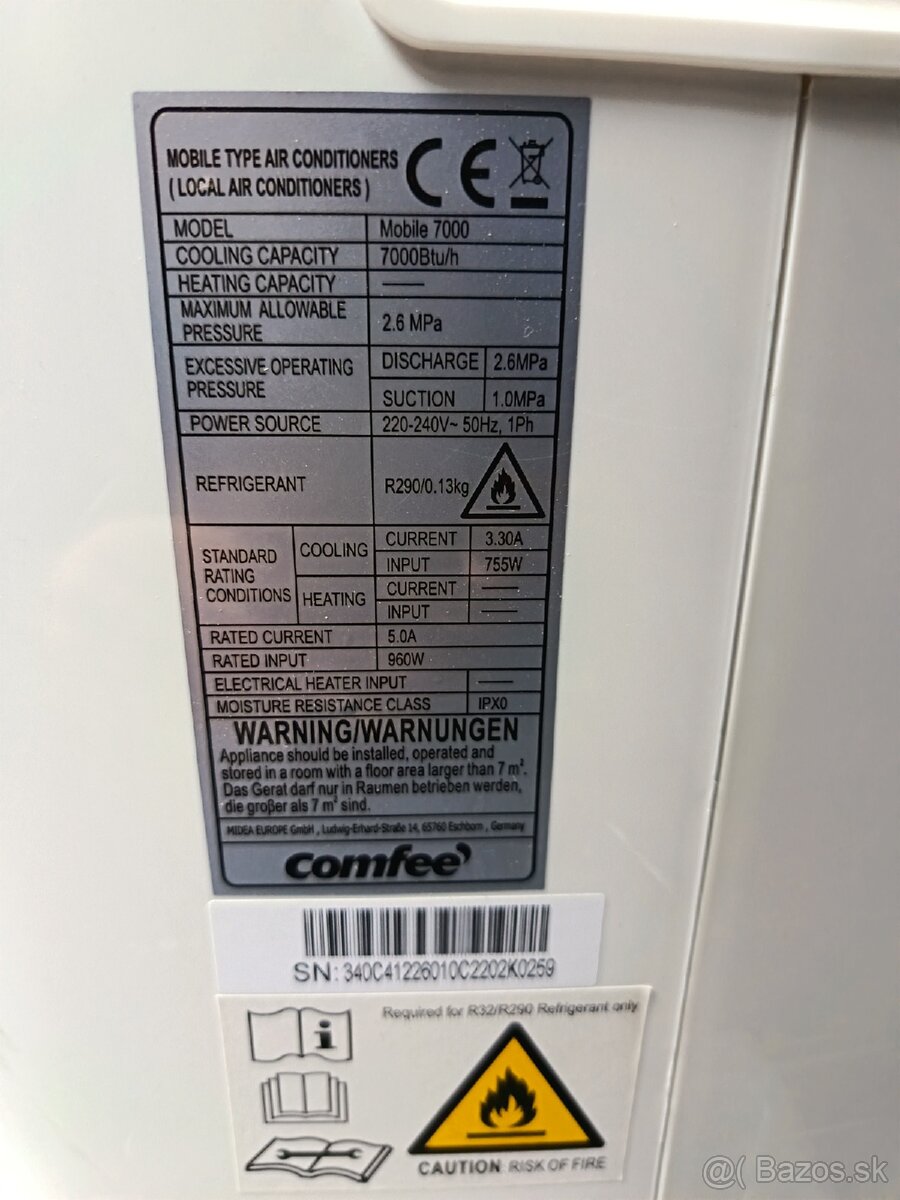 MOBILE TYPE AIR CONDITIONERS
( LOCAL AIR CONDITIONERS )
CE
MODEL Mobile 7000
COOLING CAPACITY 7000Btu/h
HEATING CAPACITY ——
MAXIMUM ALLOWABLE
PRESSURE 2.6 MPa
EXCESSIVE OPERATING
PRESSURE
DISCHARGE 2.6MPa
SUCTION 1.0MPa
POWER SOURCE 220-240V~ 50Hz, 1Ph
REFRIGERANT R290/0.13kg
STANDARD
RATING
CONDITIONS
COOLING
CURRENT 3.30A
INPUT 755W
HEATING
CURRENT ——
INPUT ——
RATED CURRENT 5.0A
RATED INPUT 960W
ELECTRICAL HEATER INPUT ——
MOISTURE RESISTANCE CLASS IPX0
WARNING/WARNUNGEN
Appliance should be installed, operated and
stored in a room with a floor area larger than 7 m².
Das Gerat darf nur in Raumen betrieben werden,
die großer als 7 m² sind.
MIDEA EUROPE GmbH , Ludwig-Erhard-Straße 14, 65760 Eschborn , Germany
comfee'
SN: 340C41226010C2202K0259
Required for R32/R290 Refrigerant only
i
CAUTION: RISK OF FIRE
@( Bazos.sk